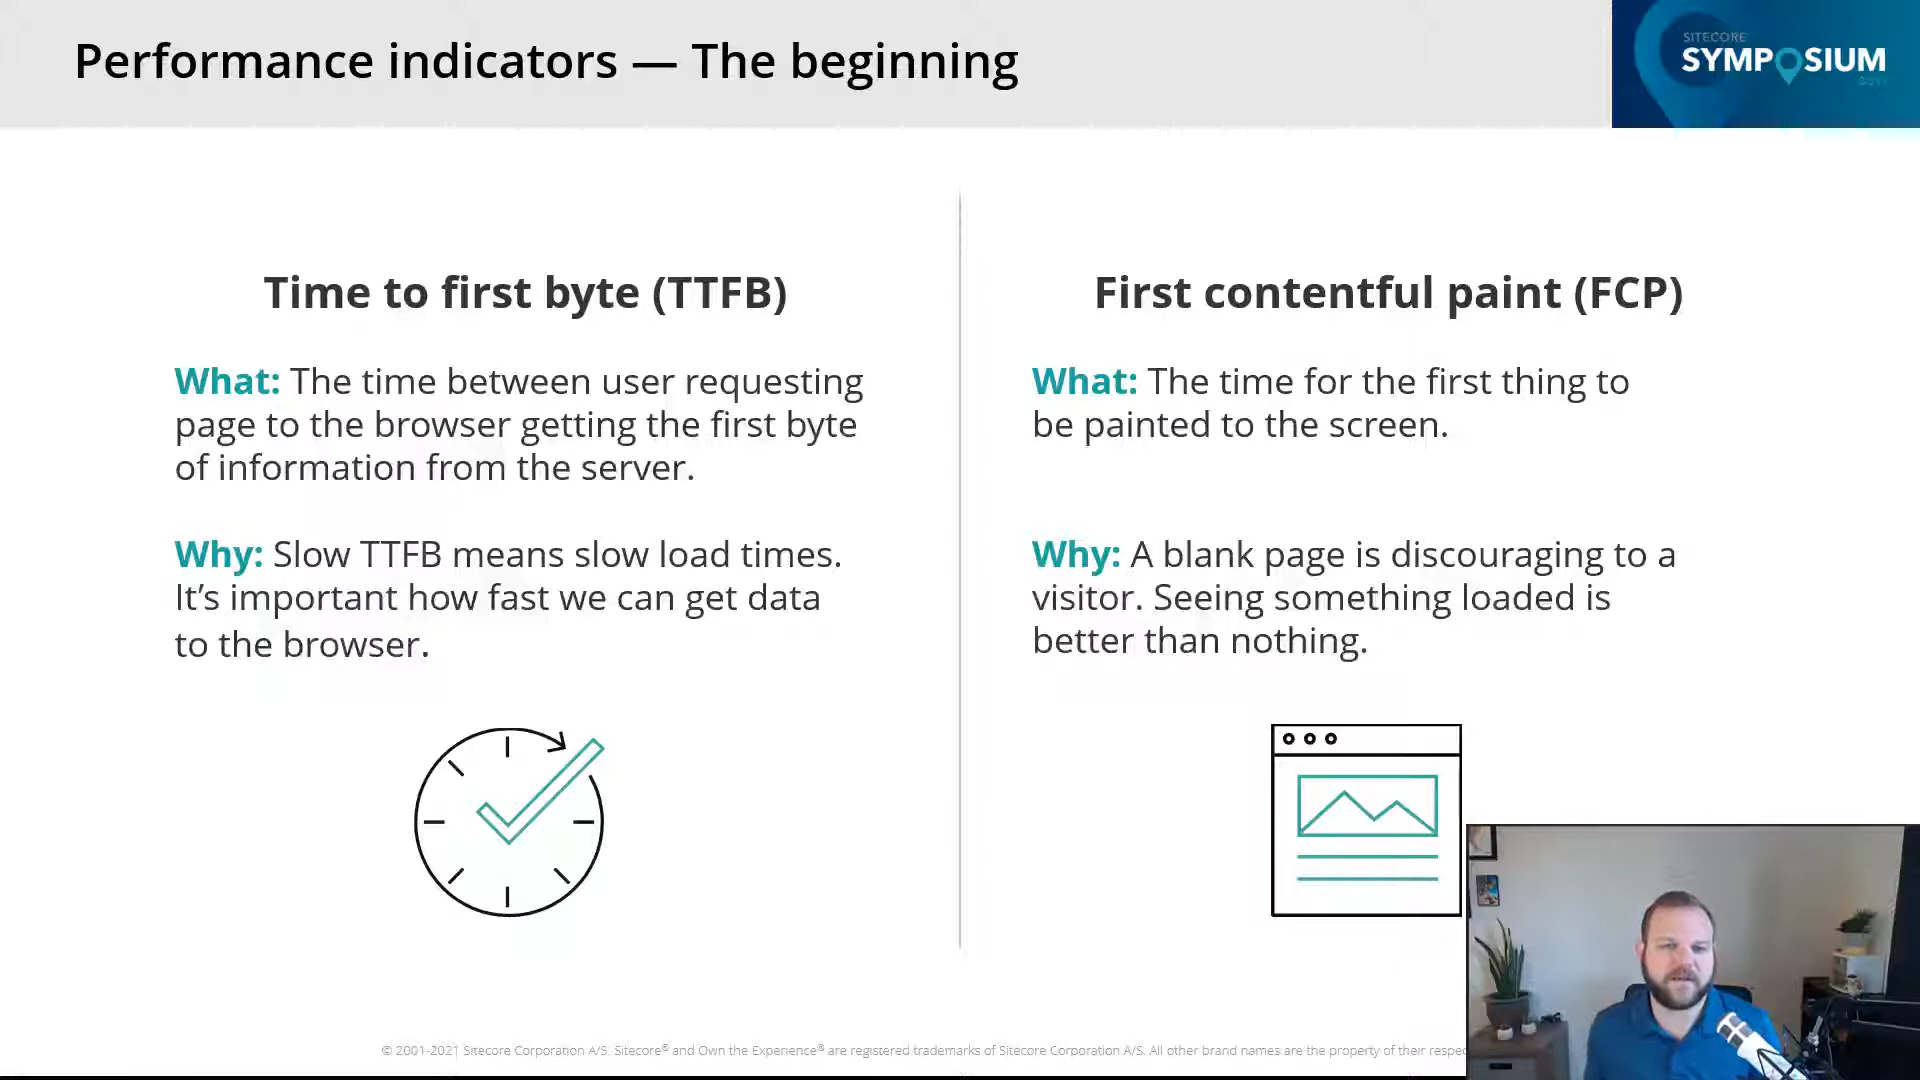 Performance indicators — The beginning
SITECORE
SYMPOSIUM
Time to first byte (TTFB)
What: The time between user requesting
page to the browser getting the first byte
of information from the server.
Why: Slow TTFB means slow load times.
It’s important how fast we can get data
to the browser.
First contentful paint (FCP)
What: The time for the first thing to
be painted to the screen.
Why: A blank page is discouraging to a
visitor. Seeing something loaded is
better than nothing.
© 2001-2021 Sitecore Corporation A/S. Sitecore® and Own the Experience® are registered trademarks of Sitecore Corporation A/S. All other brand names are the property of their respec